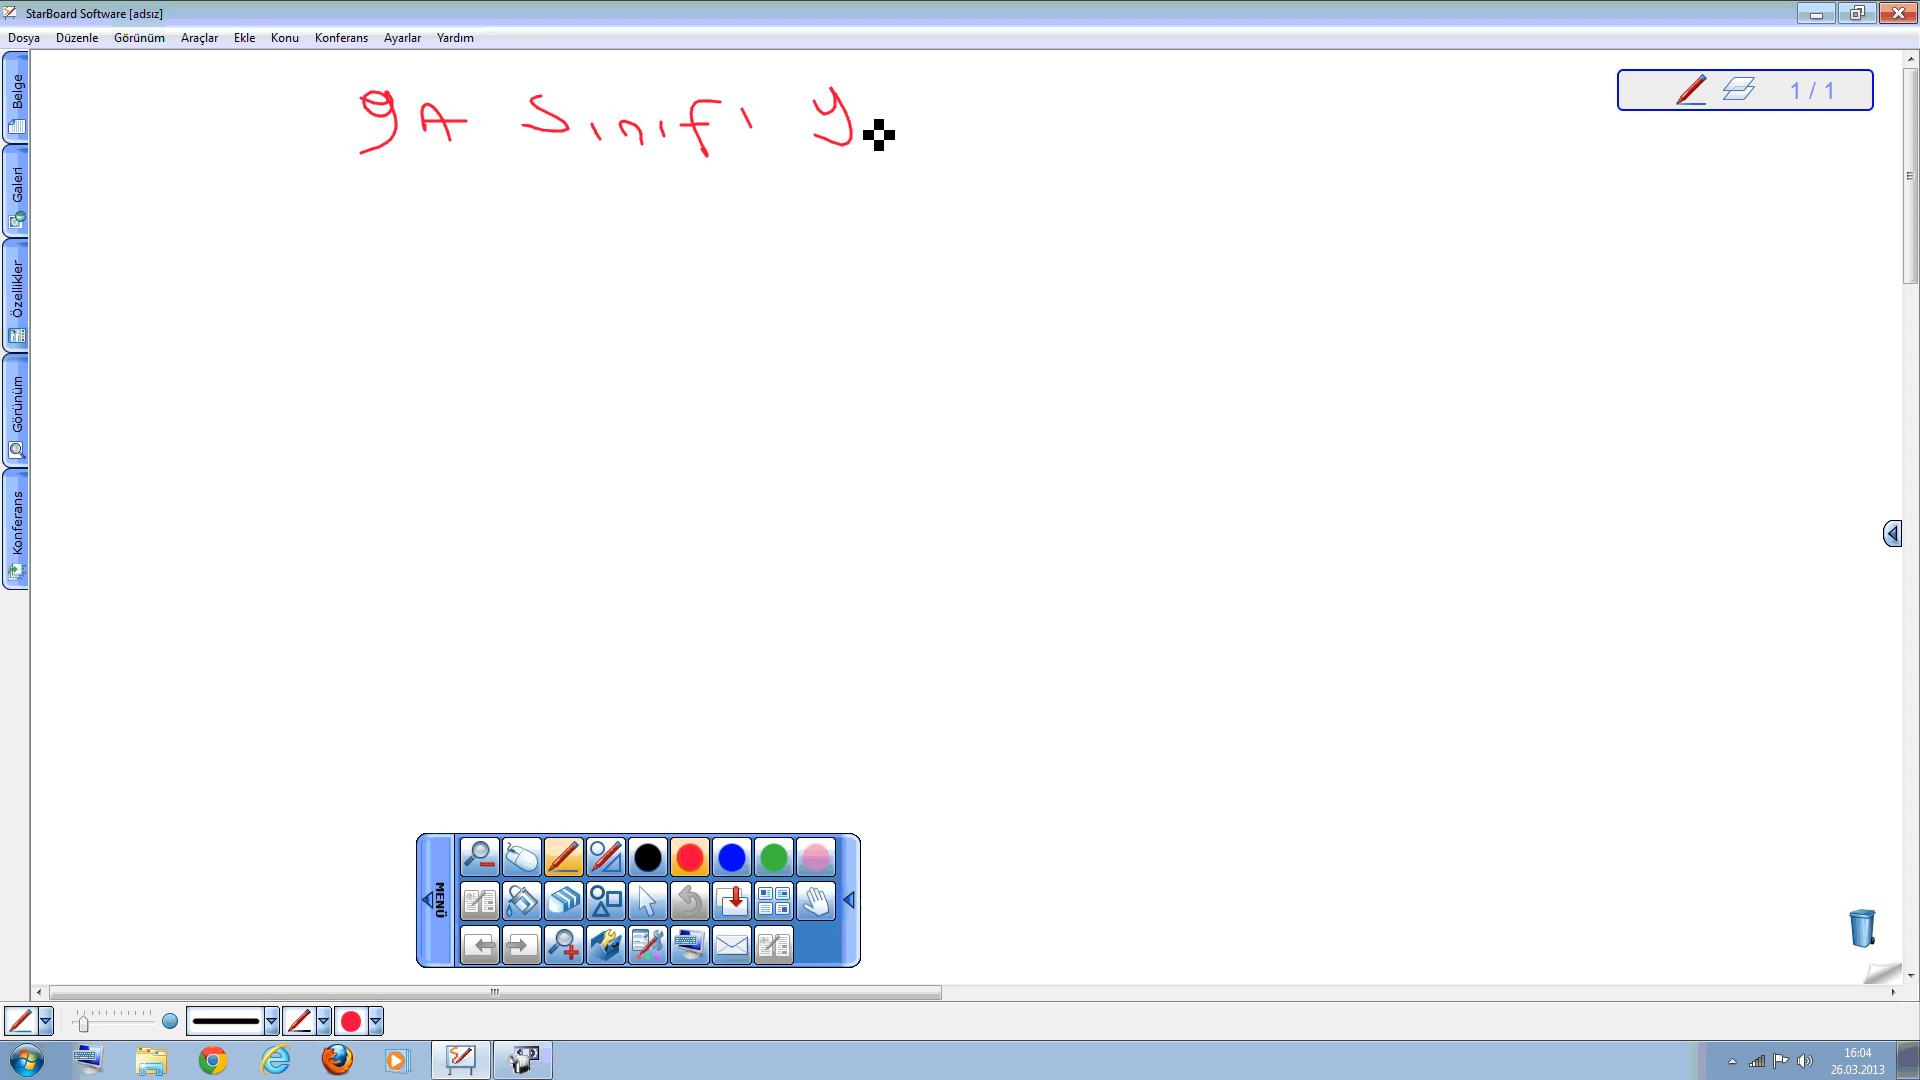 StarBoard Software [adsız]
Dosya Düzenle Görünüm Araçlar Ekle Konu Konferans Ayarlar Yardım
9A Sınıfı Y
1 / 1
Belge
Galeri
Özellikler
Görünüm
Konferans
MENÜ
16:04
26.03.2013